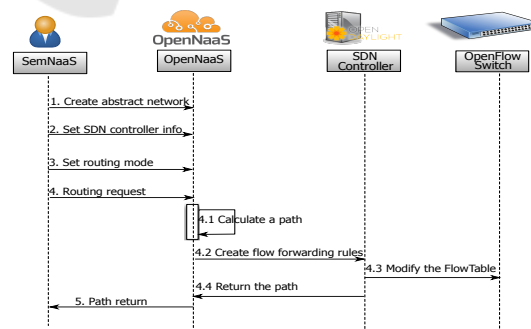 OpenNaaS
OPEN
DAYLIGHT
SemNaaS
OpenNaaS
SDN
Controller
OpenFlow
Switch
1. Create abstract network
2. Set SDN controller info
3. Set routing mode
4. Routing request
4.1 Calculate a path
4.2 Create flow forwarding rules
4.3 Modify the FlowTable
4.4 Return the path
5. Path return